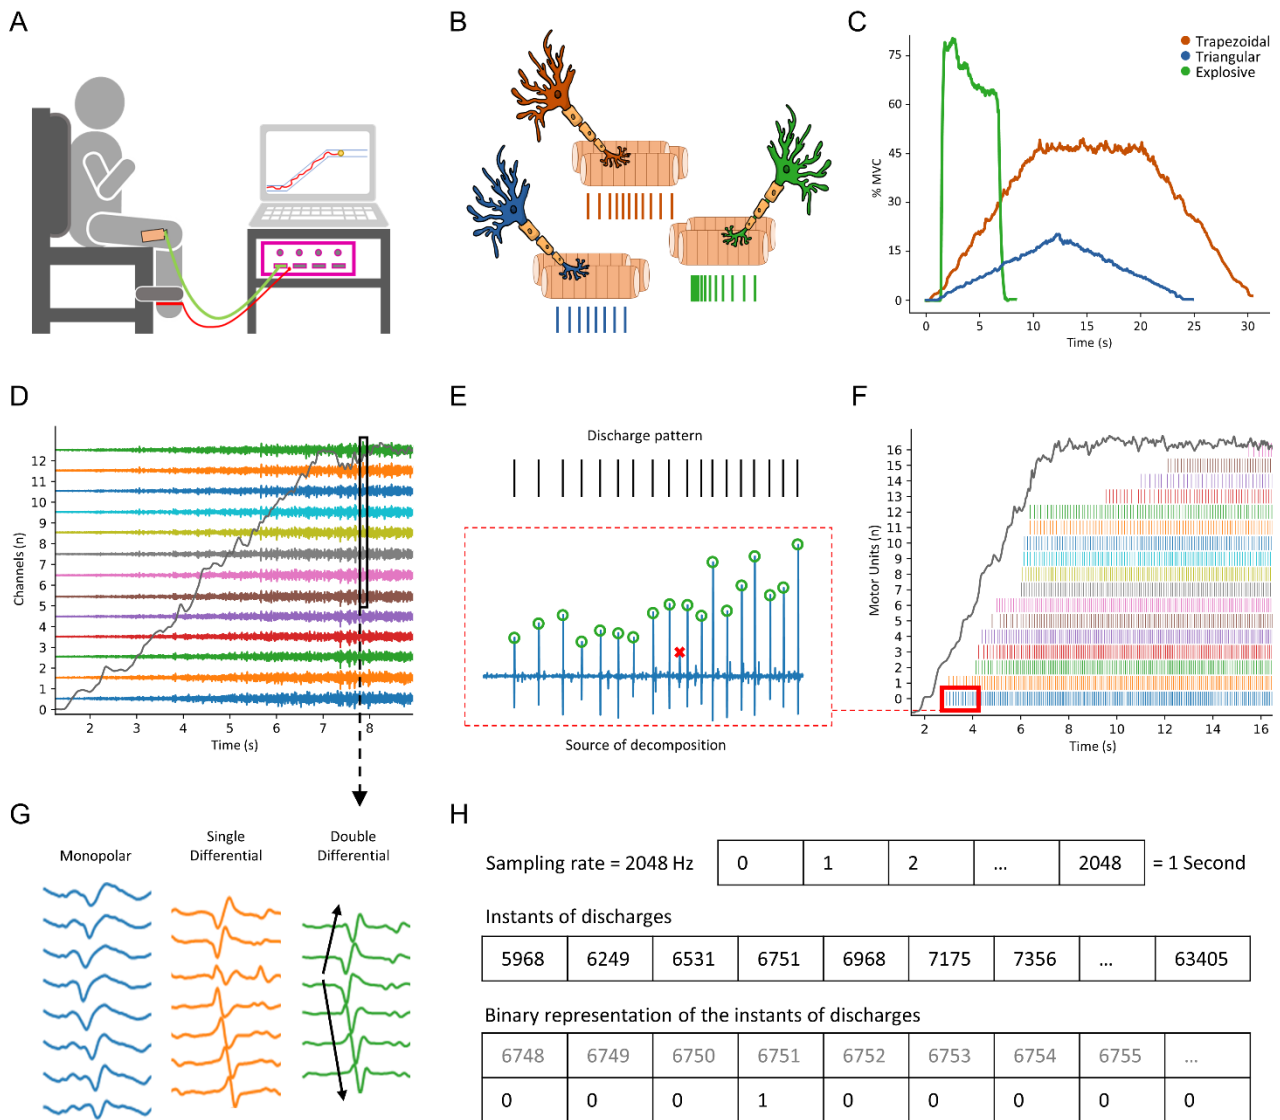 A
B
C
Trapezoidal
Triangular
Explosive
75
60
45
30
15
0
% MVC
0 5 10 15 20 25 30
Time (s)
D
12
11
10
9
8
7
6
5
4
3
2
1
0
Channels (n)
2 3 4 5 6 7 8
Time (s)
E
Discharge pattern
Source of decomposition
F
16
15
14
13
12
11
10
9
8
7
6
5
4
3
2
1
0
Motor Units (n)
2 4 6 8 10 12 14 16
Time (s)
G
Monopolar
Single
Differential
Double
Differential
H
Sampling rate = 2048 Hz 0 1 2 ... 2048 = 1 Second
Instants of discharges
5968 6249 6531 6751 6968 7175 7356 ... 63405
Binary representation of the instants of discharges
6748 6749 6750 6751 6752 6753 6754 6755 ...
0 0 0 1 0 0 0 0 0